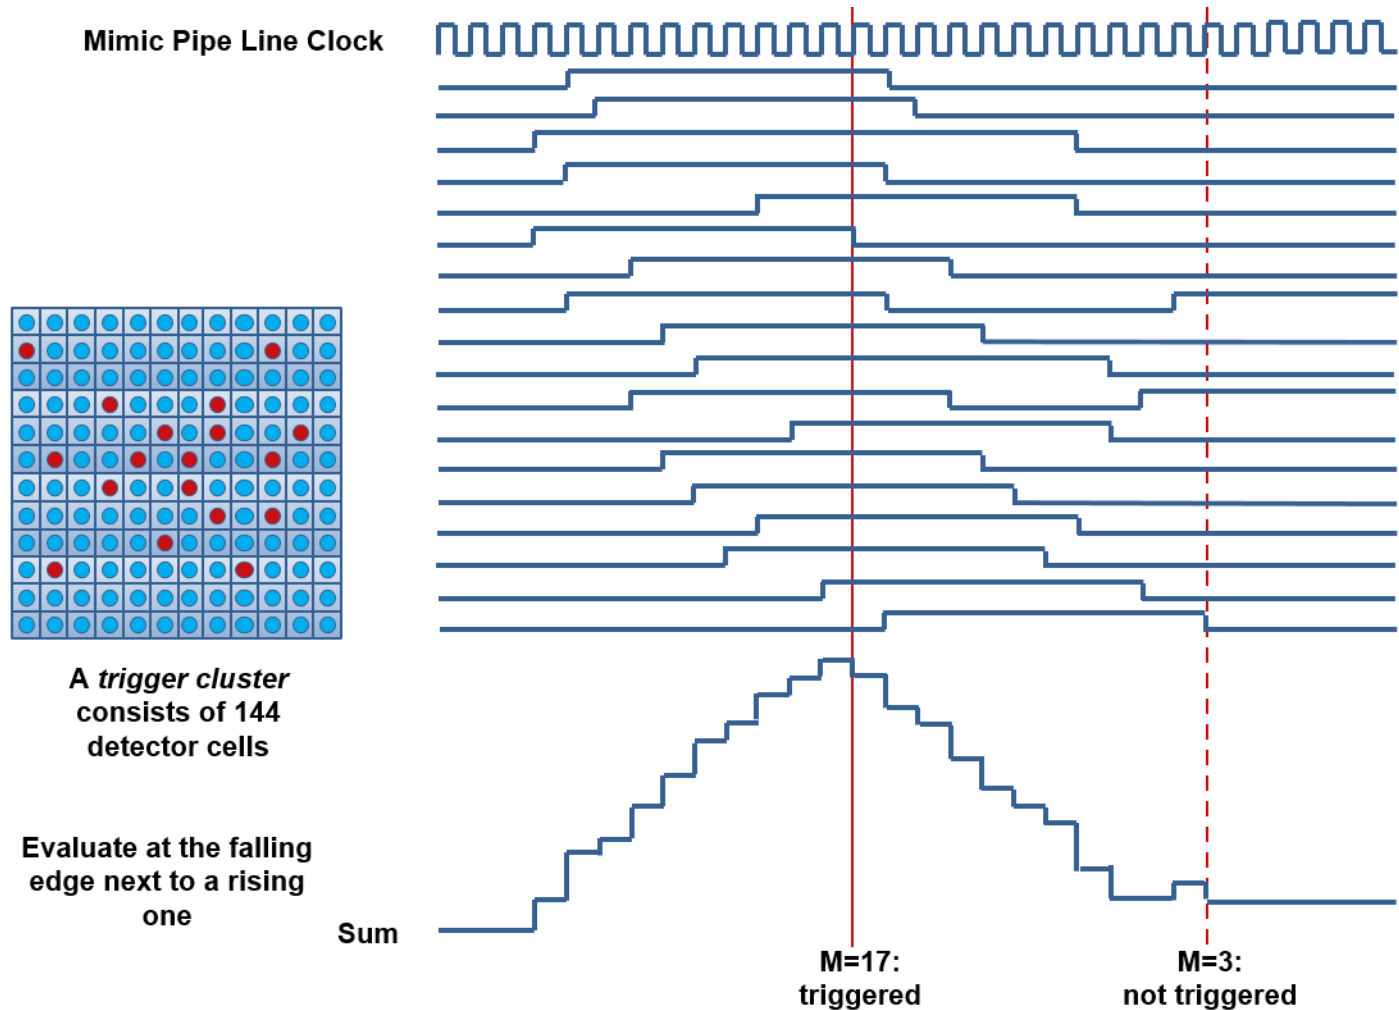 Mimic Pipe Line Clock
A trigger cluster
consists of 144
detector cells
Evaluate at the falling
edge next to a rising
one
Sum
M=17:
triggered
M=3:
not triggered